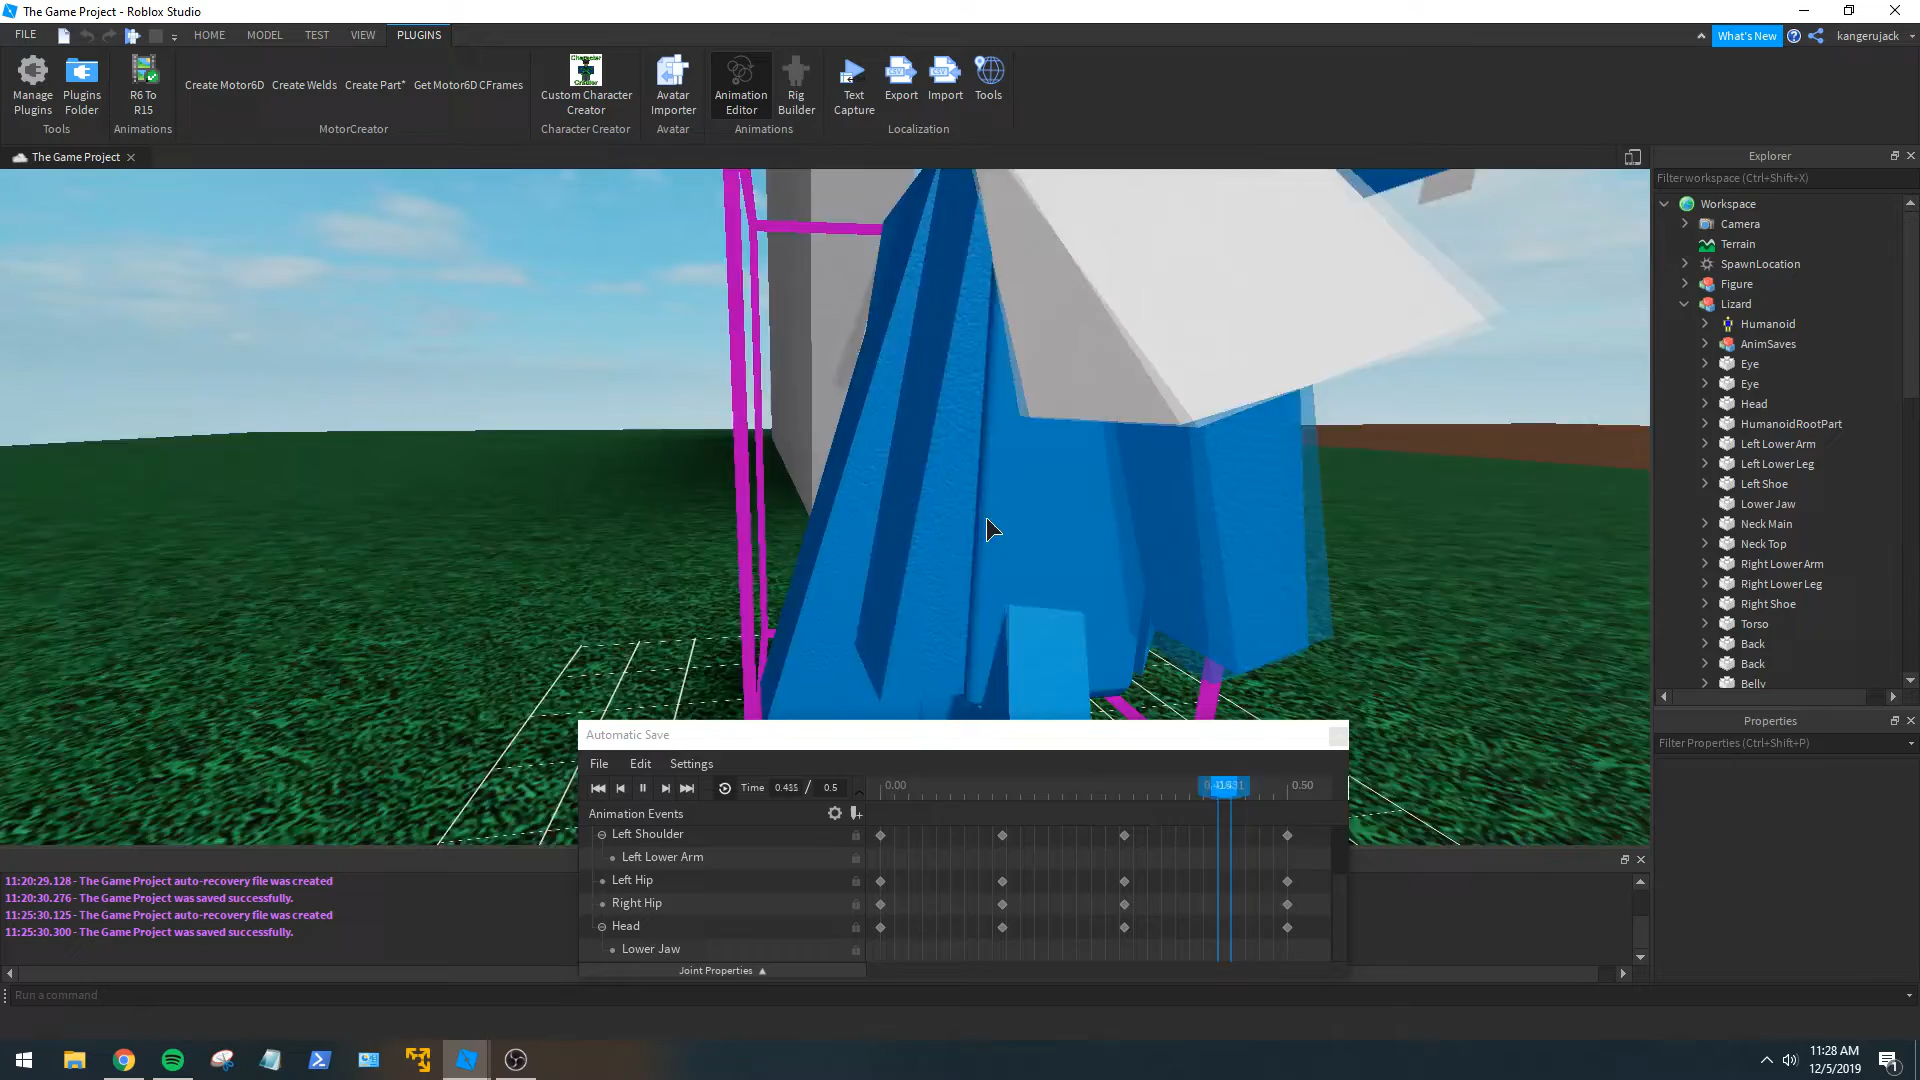 The Game Project - Roblox Studio
FILE
HOME
MODEL
TEST
VIEW
PLUGINS
What's New
kangerujack
Manage Plugins
Plugins Folder
Tools
R6 To R15
Animations
Create Motor6D
Create Welds
Create Part*
Get Motor6D CFrames
MotorCreator
Custom Character Creator
Character Creator
Avatar Importer
Avatar
Animation Editor
Rig Builder
Animations
Text Capture
Export
Import
Tools
Localization
The Game Project
Explorer
Filter workspace (Ctrl+Shift+X)
Workspace
Camera
Terrain
SpawnLocation
Figure
Lizard
Humanoid
AnimSaves
Eye
Eye
Head
HumanoidRootPart
Left Lower Arm
Left Lower Leg
Left Shoe
Lower Jaw
Neck Main
Neck Top
Right Lower Arm
Right Lower Leg
Right Shoe
Torso
Back
Back
Belly
Properties
Filter Properties (Ctrl+Shift+P)
Automatic Save
File
Edit
Settings
Time
/
0.5
0.00
0.50
Animation Events
Left Shoulder
Left Lower Arm
Left Hip
Right Hip
Head
Lower Jaw
Joint Properties
11:20:29.128 - The Game Project auto-recovery file was created
11:20:30.276 - The Game Project was saved successfully.
11:25:30.125 - The Game Project auto-recovery file was created
11:25:30.300 - The Game Project was saved successfully.
Run a command
11:28 AM
12/5/2019